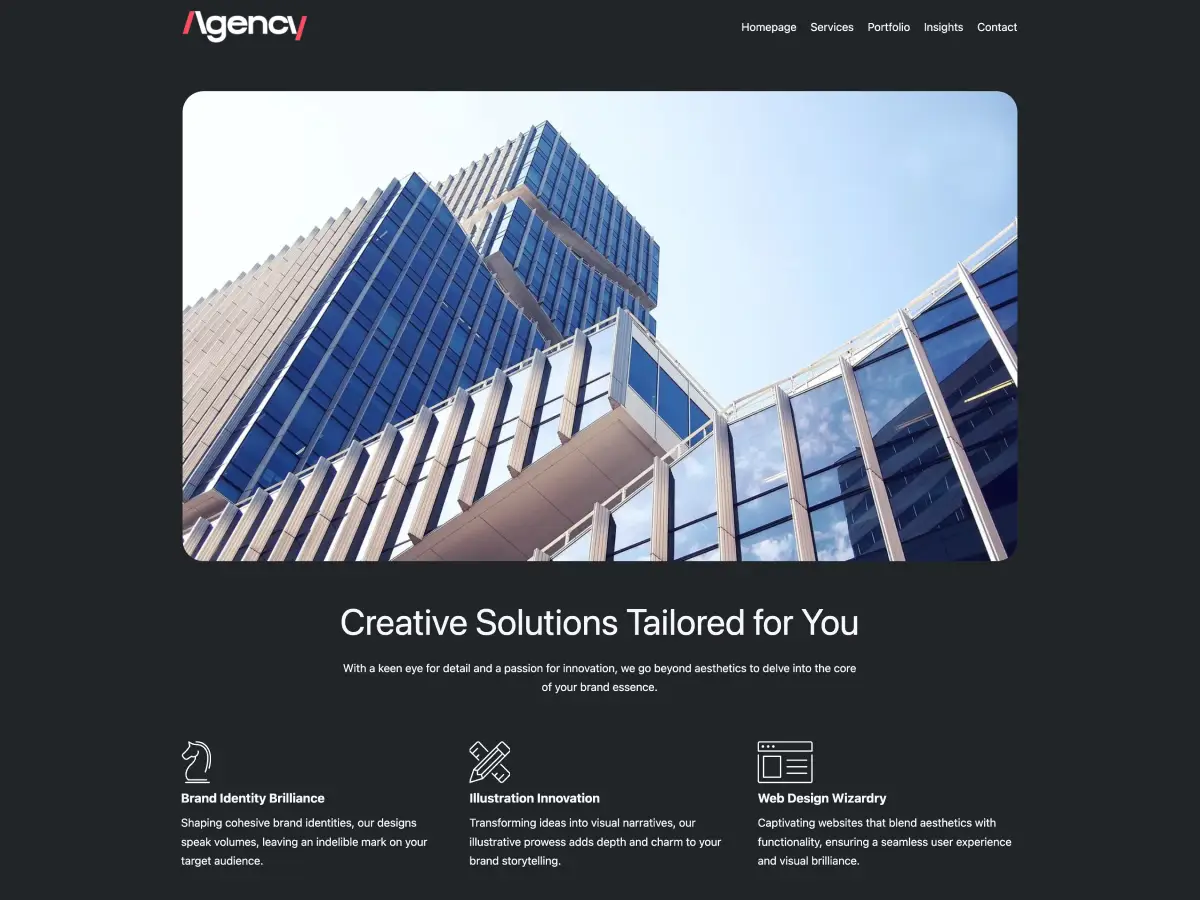 Agency
Homepage Services Portfolio Insights Contact
Creative Solutions Tailored for You
With a keen eye for detail and a passion for innovation, we go beyond aesthetics to delve into the core
of your brand essence.
Brand Identity Brilliance
Shaping cohesive brand identities, our designs
speak volumes, leaving an indelible mark on your
target audience.
Illustration Innovation
Transforming ideas into visual narratives, our
illustrative prowess adds depth and charm to your
brand storytelling.
Web Design Wizardry
Captivating websites that blend aesthetics with
functionality, ensuring a seamless user experience
and visual brilliance.